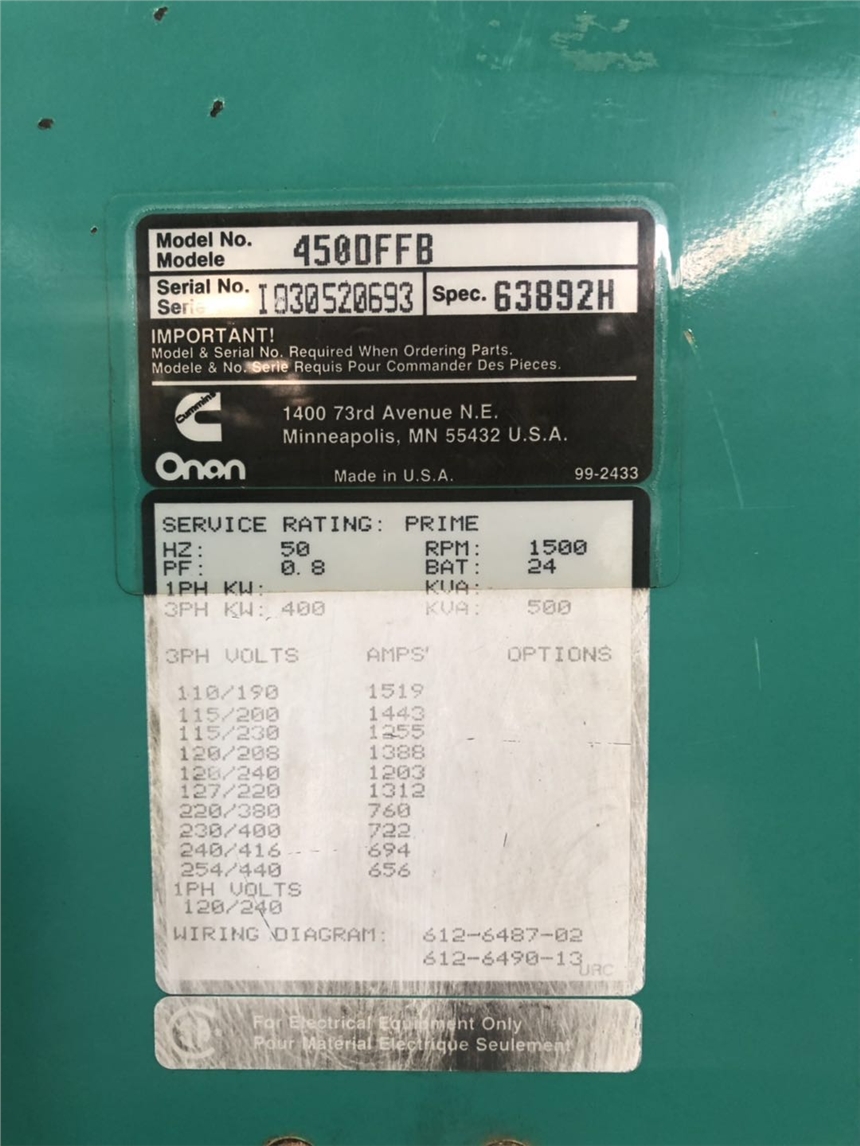 Model No.
Modele
450DFFB
Serial No.
I830520693
Spec. 63892H
IMPORTANT!
Model & Serial No. Required When Ordering Parts.
Modele & No. Serie Requis Pour Commander Des Pieces.
Cummins
1400 73rd Avenue N.E.
Minneapolis, MN 55432 U.S.A.
Onan
Made in U.S.A.
99-2433
SERVICE RATING: PRIME
HZ: 50 RPM: 1500
PF: 0.8 BAT: 24
1PH KW: KVA:
3PH KW: 400 KVA: 500
3PH VOLTS AMPS' OPTIONS
110/190 1519
115/200 1443
115/230 1255
120/208 1388
120/240 1203
127/220 1312
220/380 760
230/400 722
240/416 694
254/440 656
1PH VOLTS
120/240
WIRING DIAGRAM: 612-6487-02
612-6490-13
URC
For Electrical Equipment Only
Pour Matérial Electrique Seulement